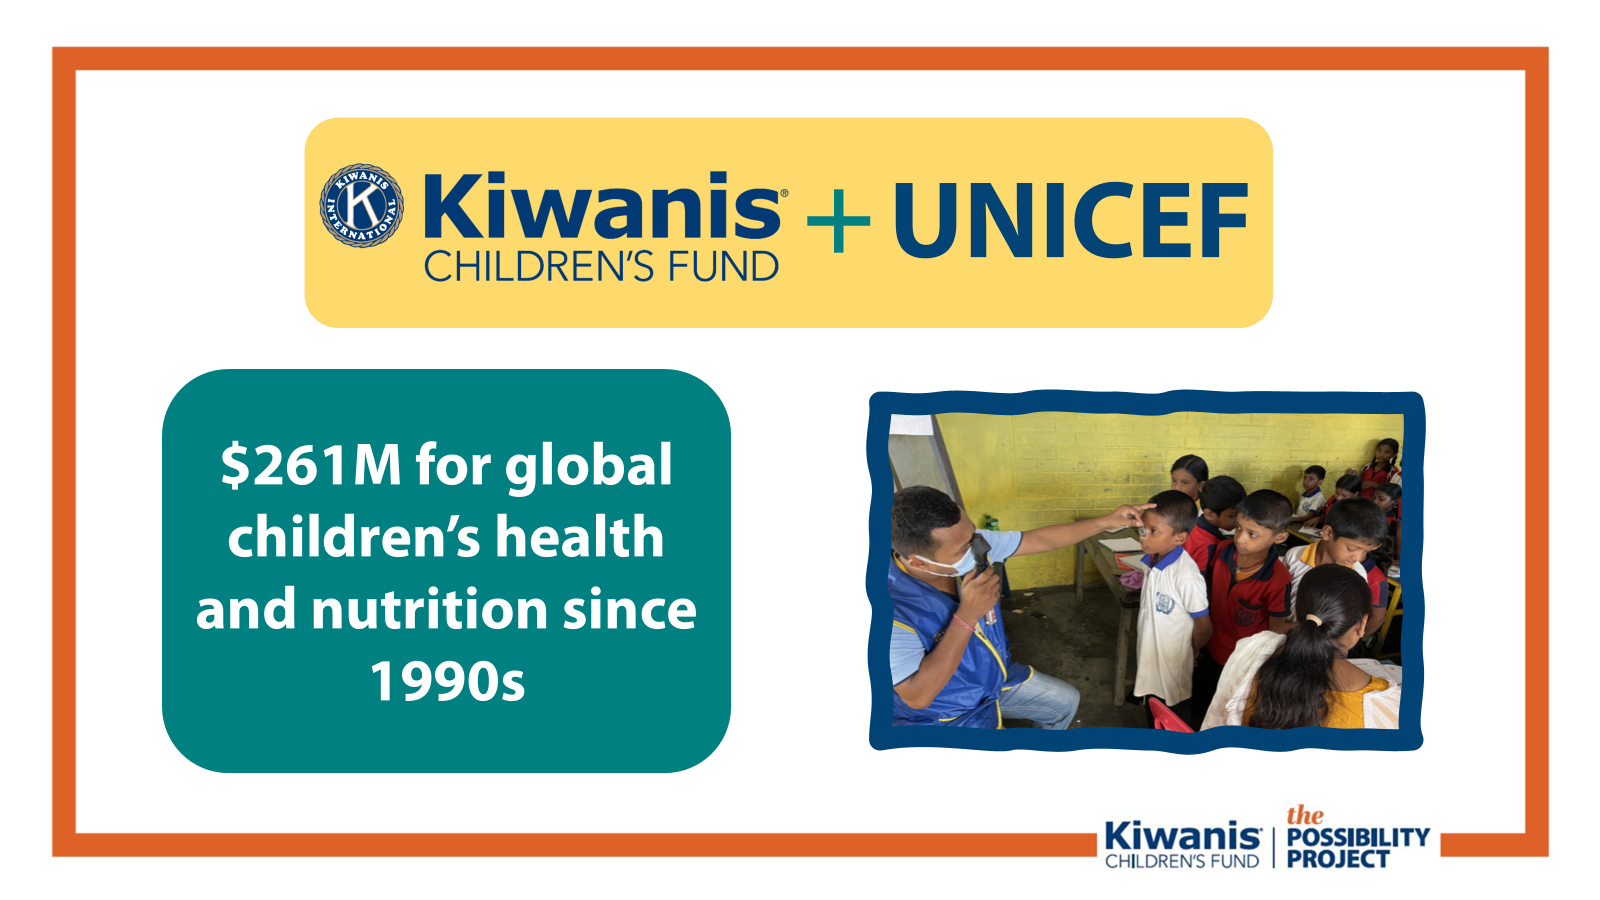 KIWANIS
INTERNATIONAL
K
Kiwanis®
CHILDREN'S FUND
+ UNICEF
$261M for global
children’s health
and nutrition since
1990s
Kiwanis
CHILDREN'S FUND
the
POSSIBILITY
PROJECT